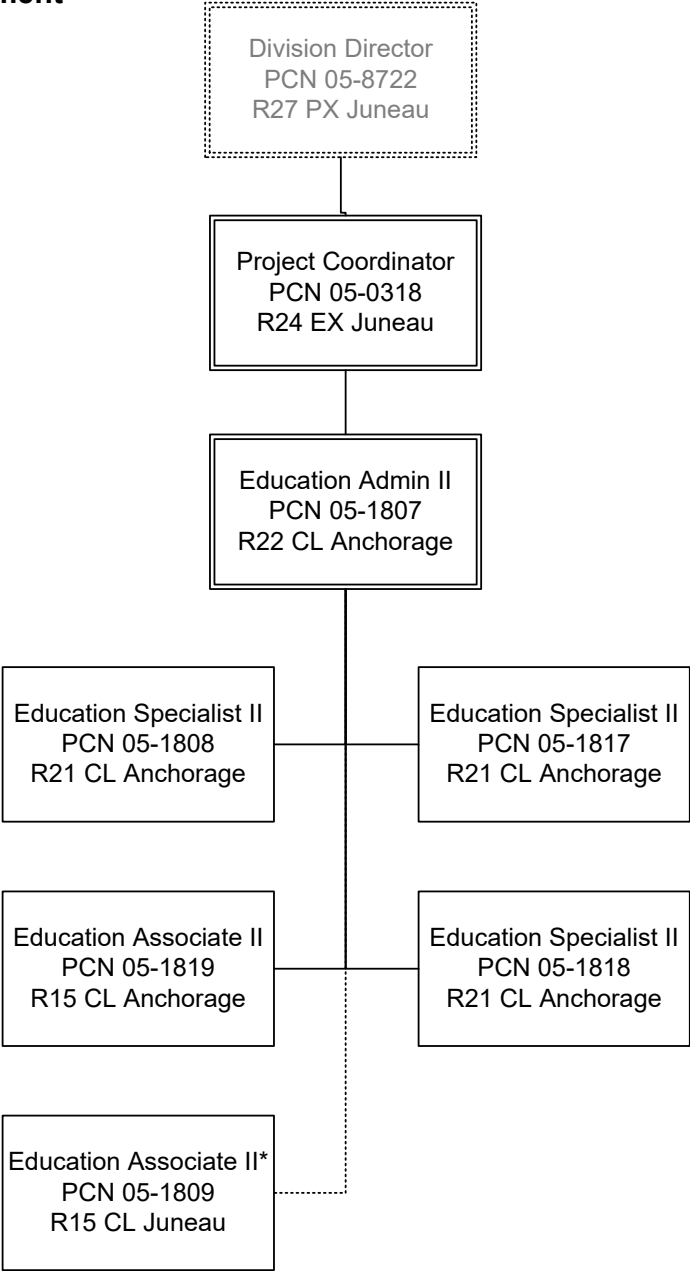 Division Director
PCN 05-8722
R27 PX Juneau
Project Coordinator
PCN 05-0318
R24 EX Juneau
Education Admin II
PCN 05-1807
R22 CL Anchorage
Education Specialist II
PCN 05-1808
R21 CL Anchorage
Education Specialist II
PCN 05-1817
R21 CL Anchorage
Education Associate II
PCN 05-1819
R15 CL Anchorage
Education Specialist II
PCN 05-1818
R21 CL Anchorage
Education Associate II*
PCN 05-1809
R15 CL Juneau